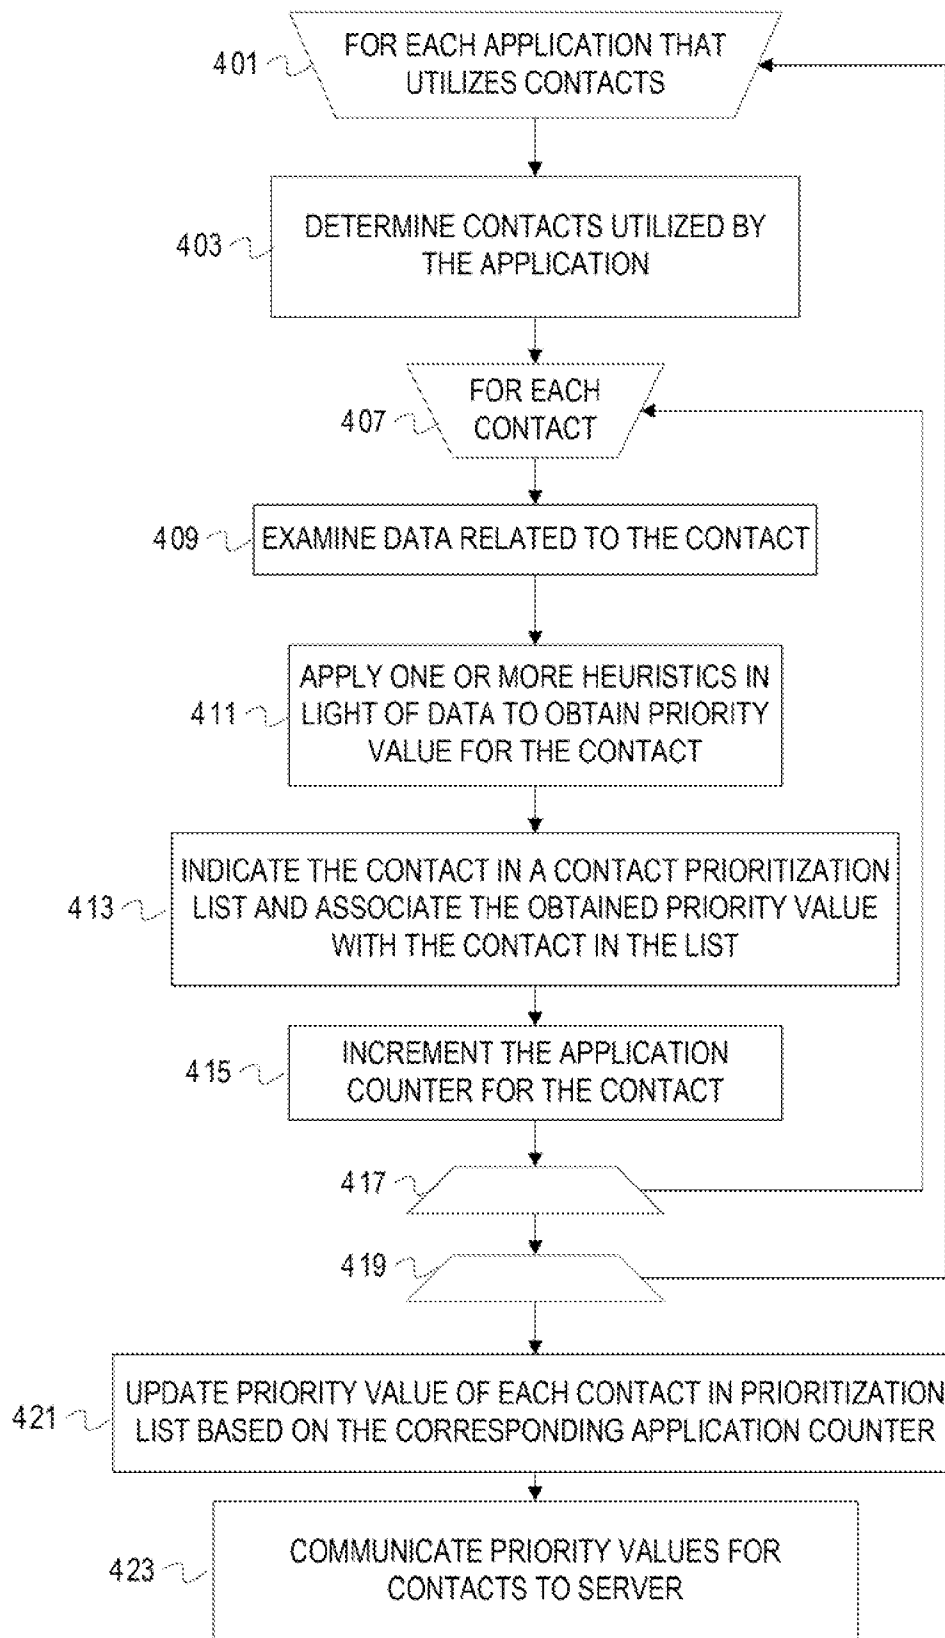 401
FOR EACH APPLICATION THAT
UTILIZES CONTACTS
403
DETERMINE CONTACTS UTILIZED BY
THE APPLICATION
407
FOR EACH
CONTACT
409
EXAMINE DATA RELATED TO THE CONTACT
411
APPLY ONE OR MORE HEURISTICS IN
LIGHT OF DATA TO OBTAIN PRIORITY
VALUE FOR THE CONTACT
413
INDICATE THE CONTACT IN A CONTACT PRIORITIZATION
LIST AND ASSOCIATE THE OBTAINED PRIORITY VALUE
WITH THE CONTACT IN THE LIST
415
INCREMENT THE APPLICATION
COUNTER FOR THE CONTACT
417
419
421
UPDATE PRIORITY VALUE OF EACH CONTACT IN PRIORITIZATION
LIST BASED ON THE CORRESPONDING APPLICATION COUNTER
423
COMMUNICATE PRIORITY VALUES FOR
CONTACTS TO SERVER